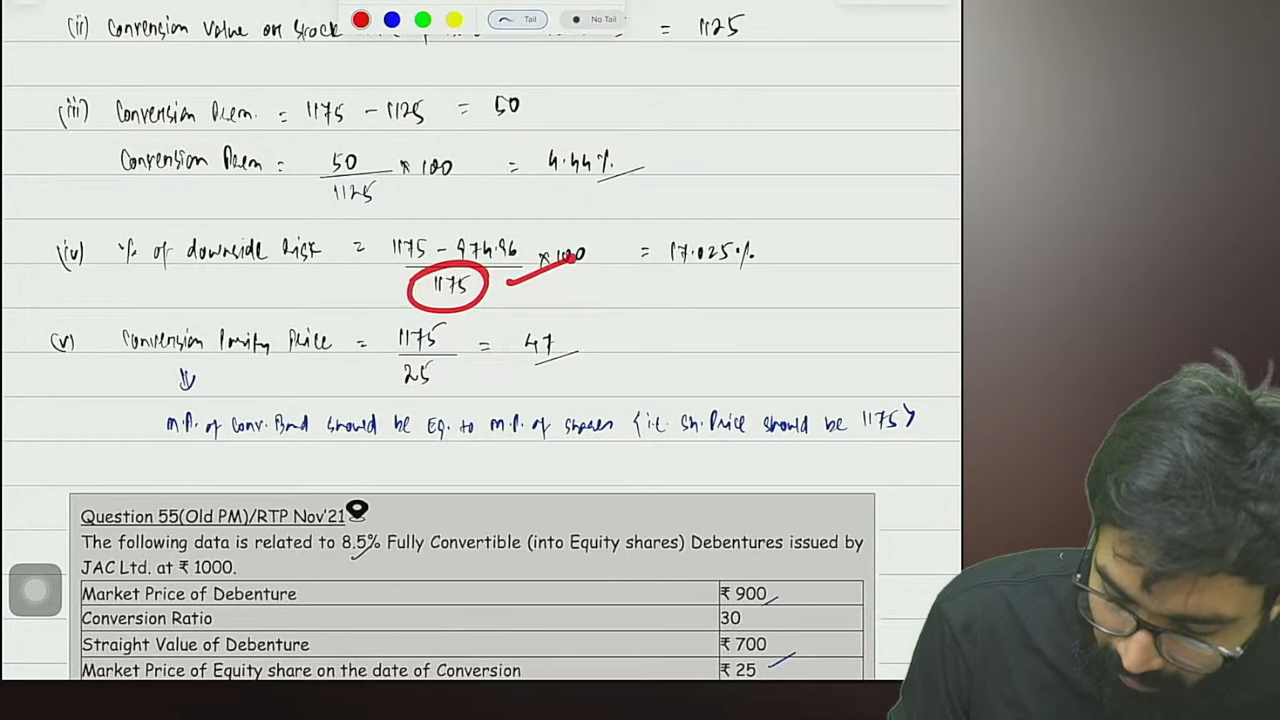 Tail
No Tail
(ii) Conversion Value or Stock = 1125
(iii) Conversion Prem. = 1175 - 1125 = 50
Conversion Prem = 50 / 1125 × 100 = 4.44%
(iv) % of downside Risk = 1175 - 974.96 / 1175 × 100 = 17.025%
(v) Conversion Parity Price = 1175 / 25 = 47
M.P. of Conv. Bond should be Eq. to M.P. of shares {i.e. Sh. Price should be 1175}
Question 55(Old PM)/RTP Nov'21
The following data is related to 8.5% Fully Convertible (into Equity shares) Debentures issued by
JAC Ltd. at ₹ 1000.
Market Price of Debenture ₹ 900
Conversion Ratio 30
Straight Value of Debenture ₹ 700
Market Price of Equity share on the date of Conversion ₹ 25